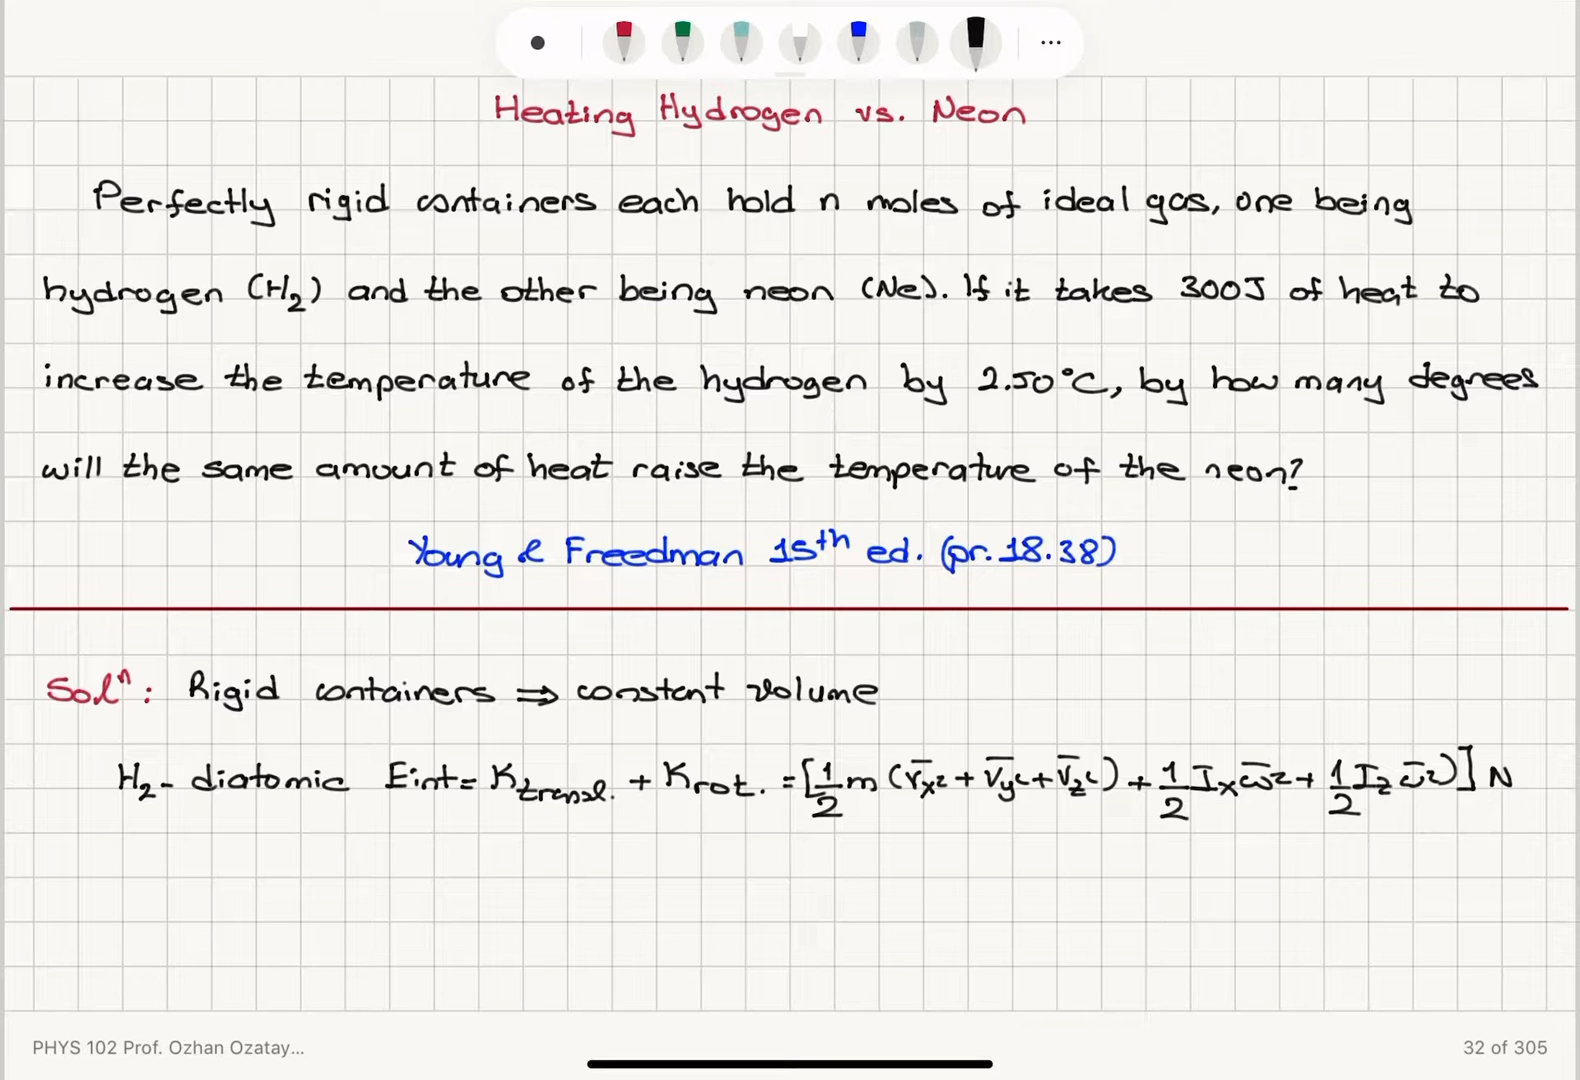 Heating Hydrogen vs. Neon
Perfectly rigid containers each hold n moles of ideal gas, one being
hydrogen (H₂) and the other being neon (Ne). If it takes 300J of heat to
increase the temperature of the hydrogen by 2.50°C, by how many degrees
will the same amount of heat raise the temperature of the neon?
Young & Freedman 15th ed. (pr. 18.38)
Solⁿ: Rigid containers ⇒ constant volume
H₂- diatomic Eint = Ktransl. + Krot. = [1/2 m (v̄x² + v̄y² + v̄z²) + 1/2 Ix ω̄² + 1/2 Iz ω̄²)] N
PHYS 102 Prof. Ozhan Ozatay...
32 of 305